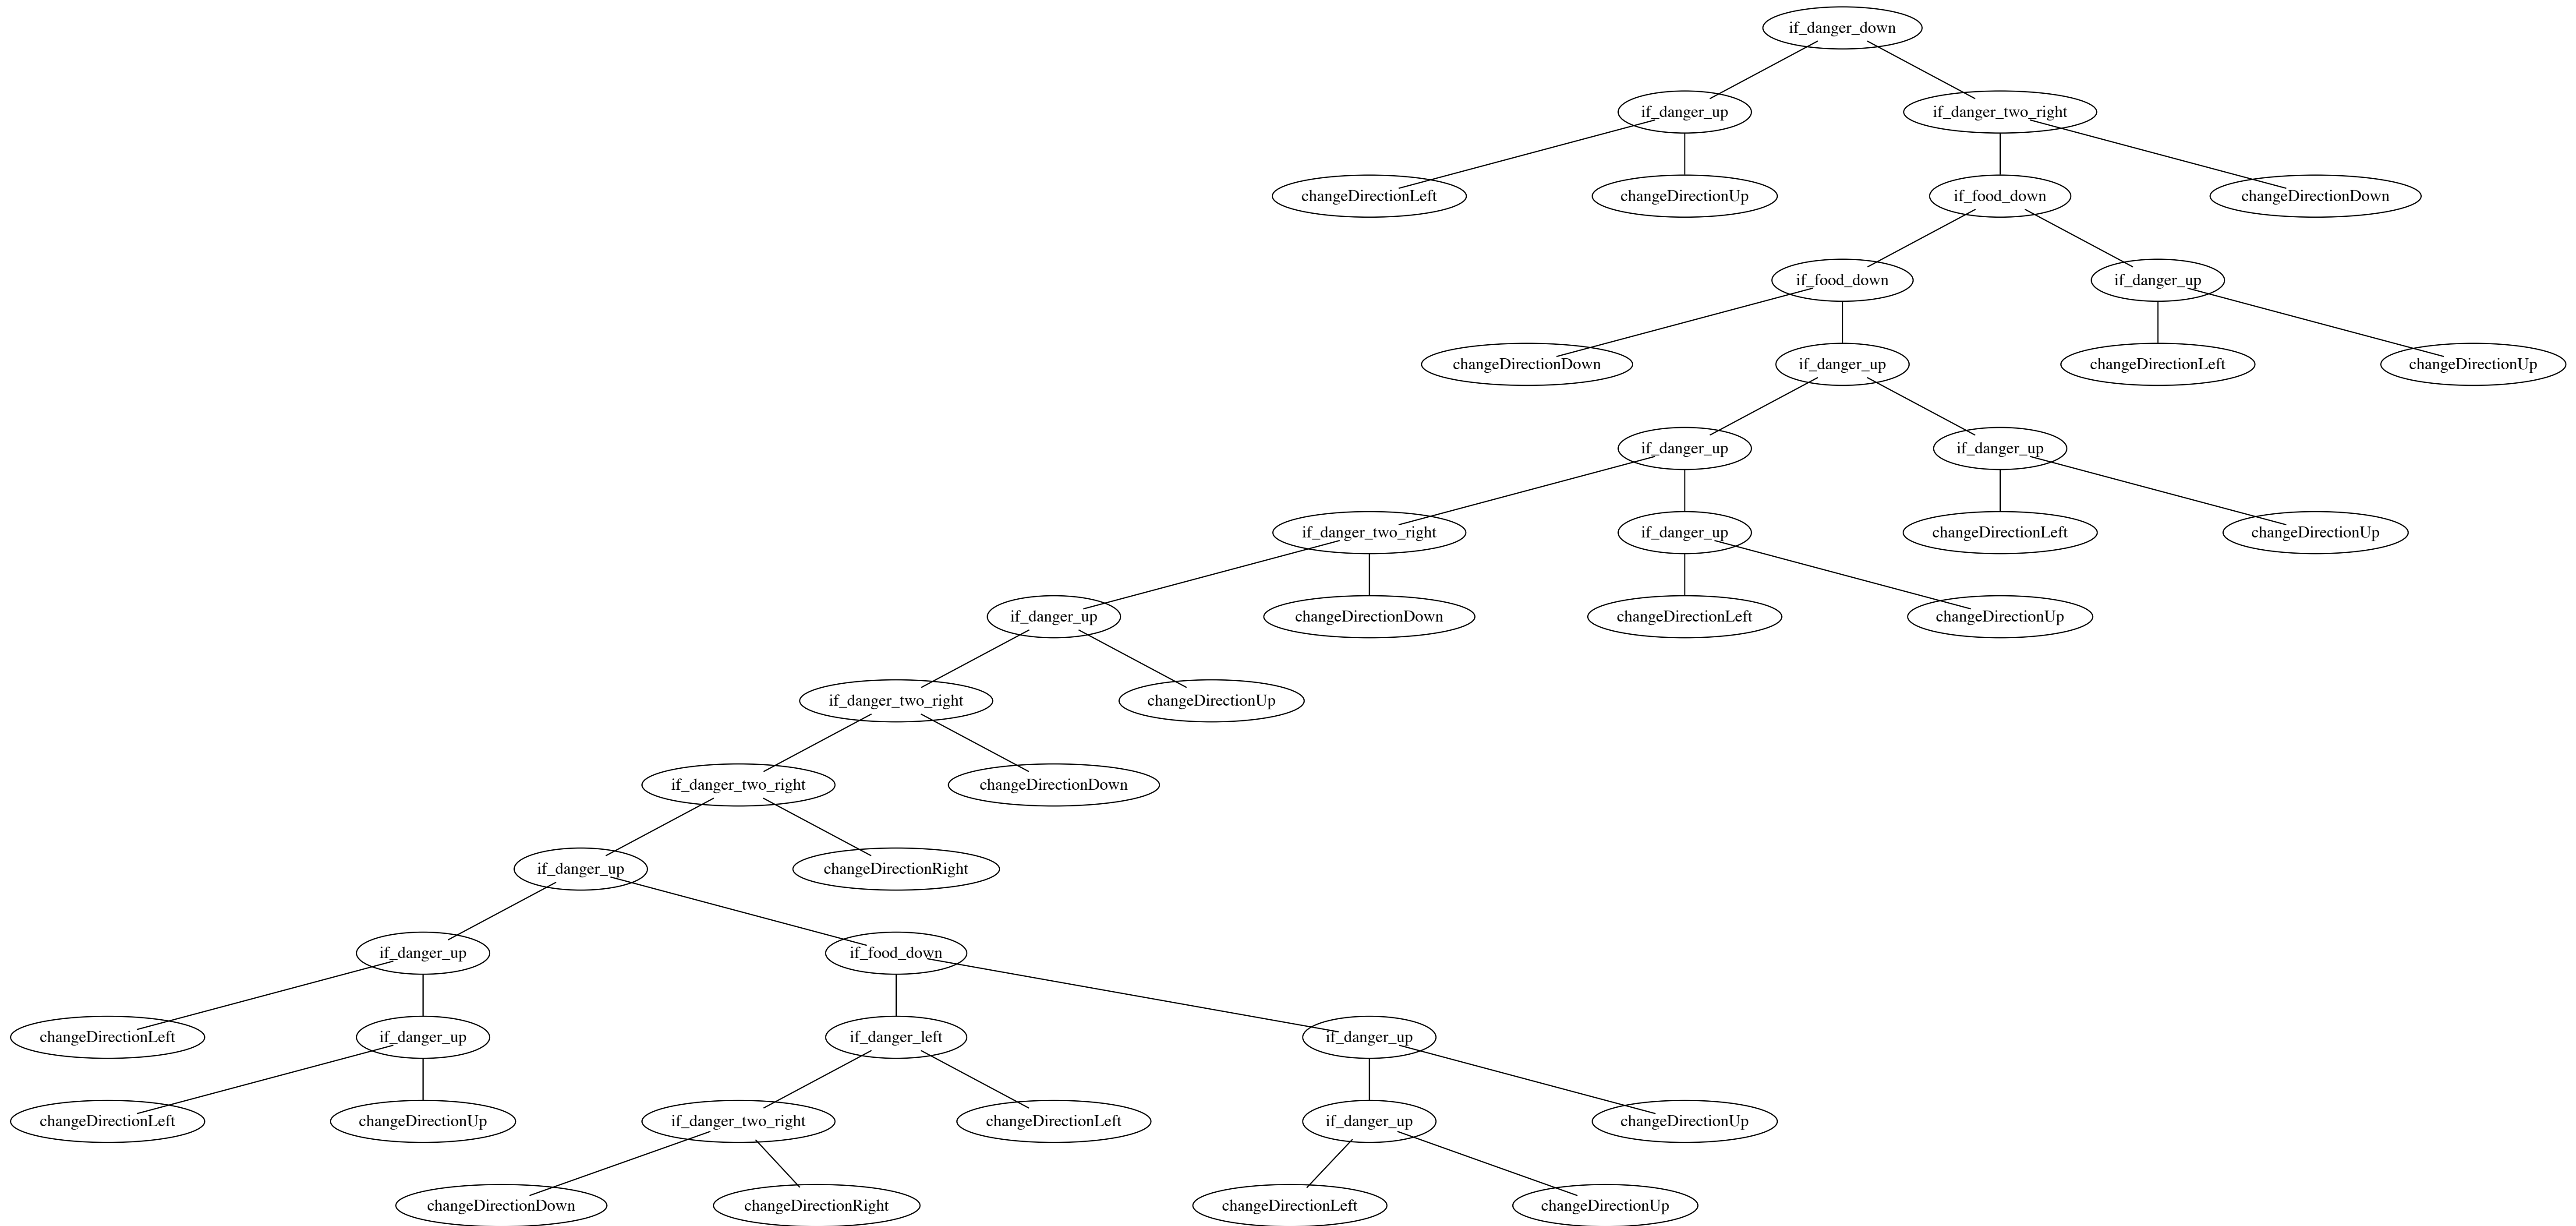 if_danger_down
if_danger_up
if_danger_two_right
changeDirectionLeft
changeDirectionUp
if_food_down
changeDirectionDown
if_food_down
if_danger_up
changeDirectionDown
if_danger_up
changeDirectionLeft
changeDirectionUp
if_danger_up
if_danger_up
if_danger_two_right
if_danger_up
changeDirectionLeft
changeDirectionUp
if_danger_up
changeDirectionDown
changeDirectionLeft
changeDirectionUp
if_danger_two_right
changeDirectionUp
if_danger_two_right
changeDirectionDown
if_danger_up
changeDirectionRight
if_danger_up
if_food_down
changeDirectionLeft
if_danger_up
if_danger_left
if_danger_up
changeDirectionLeft
changeDirectionUp
if_danger_two_right
changeDirectionLeft
if_danger_up
changeDirectionUp
changeDirectionDown
changeDirectionRight
changeDirectionLeft
changeDirectionUp